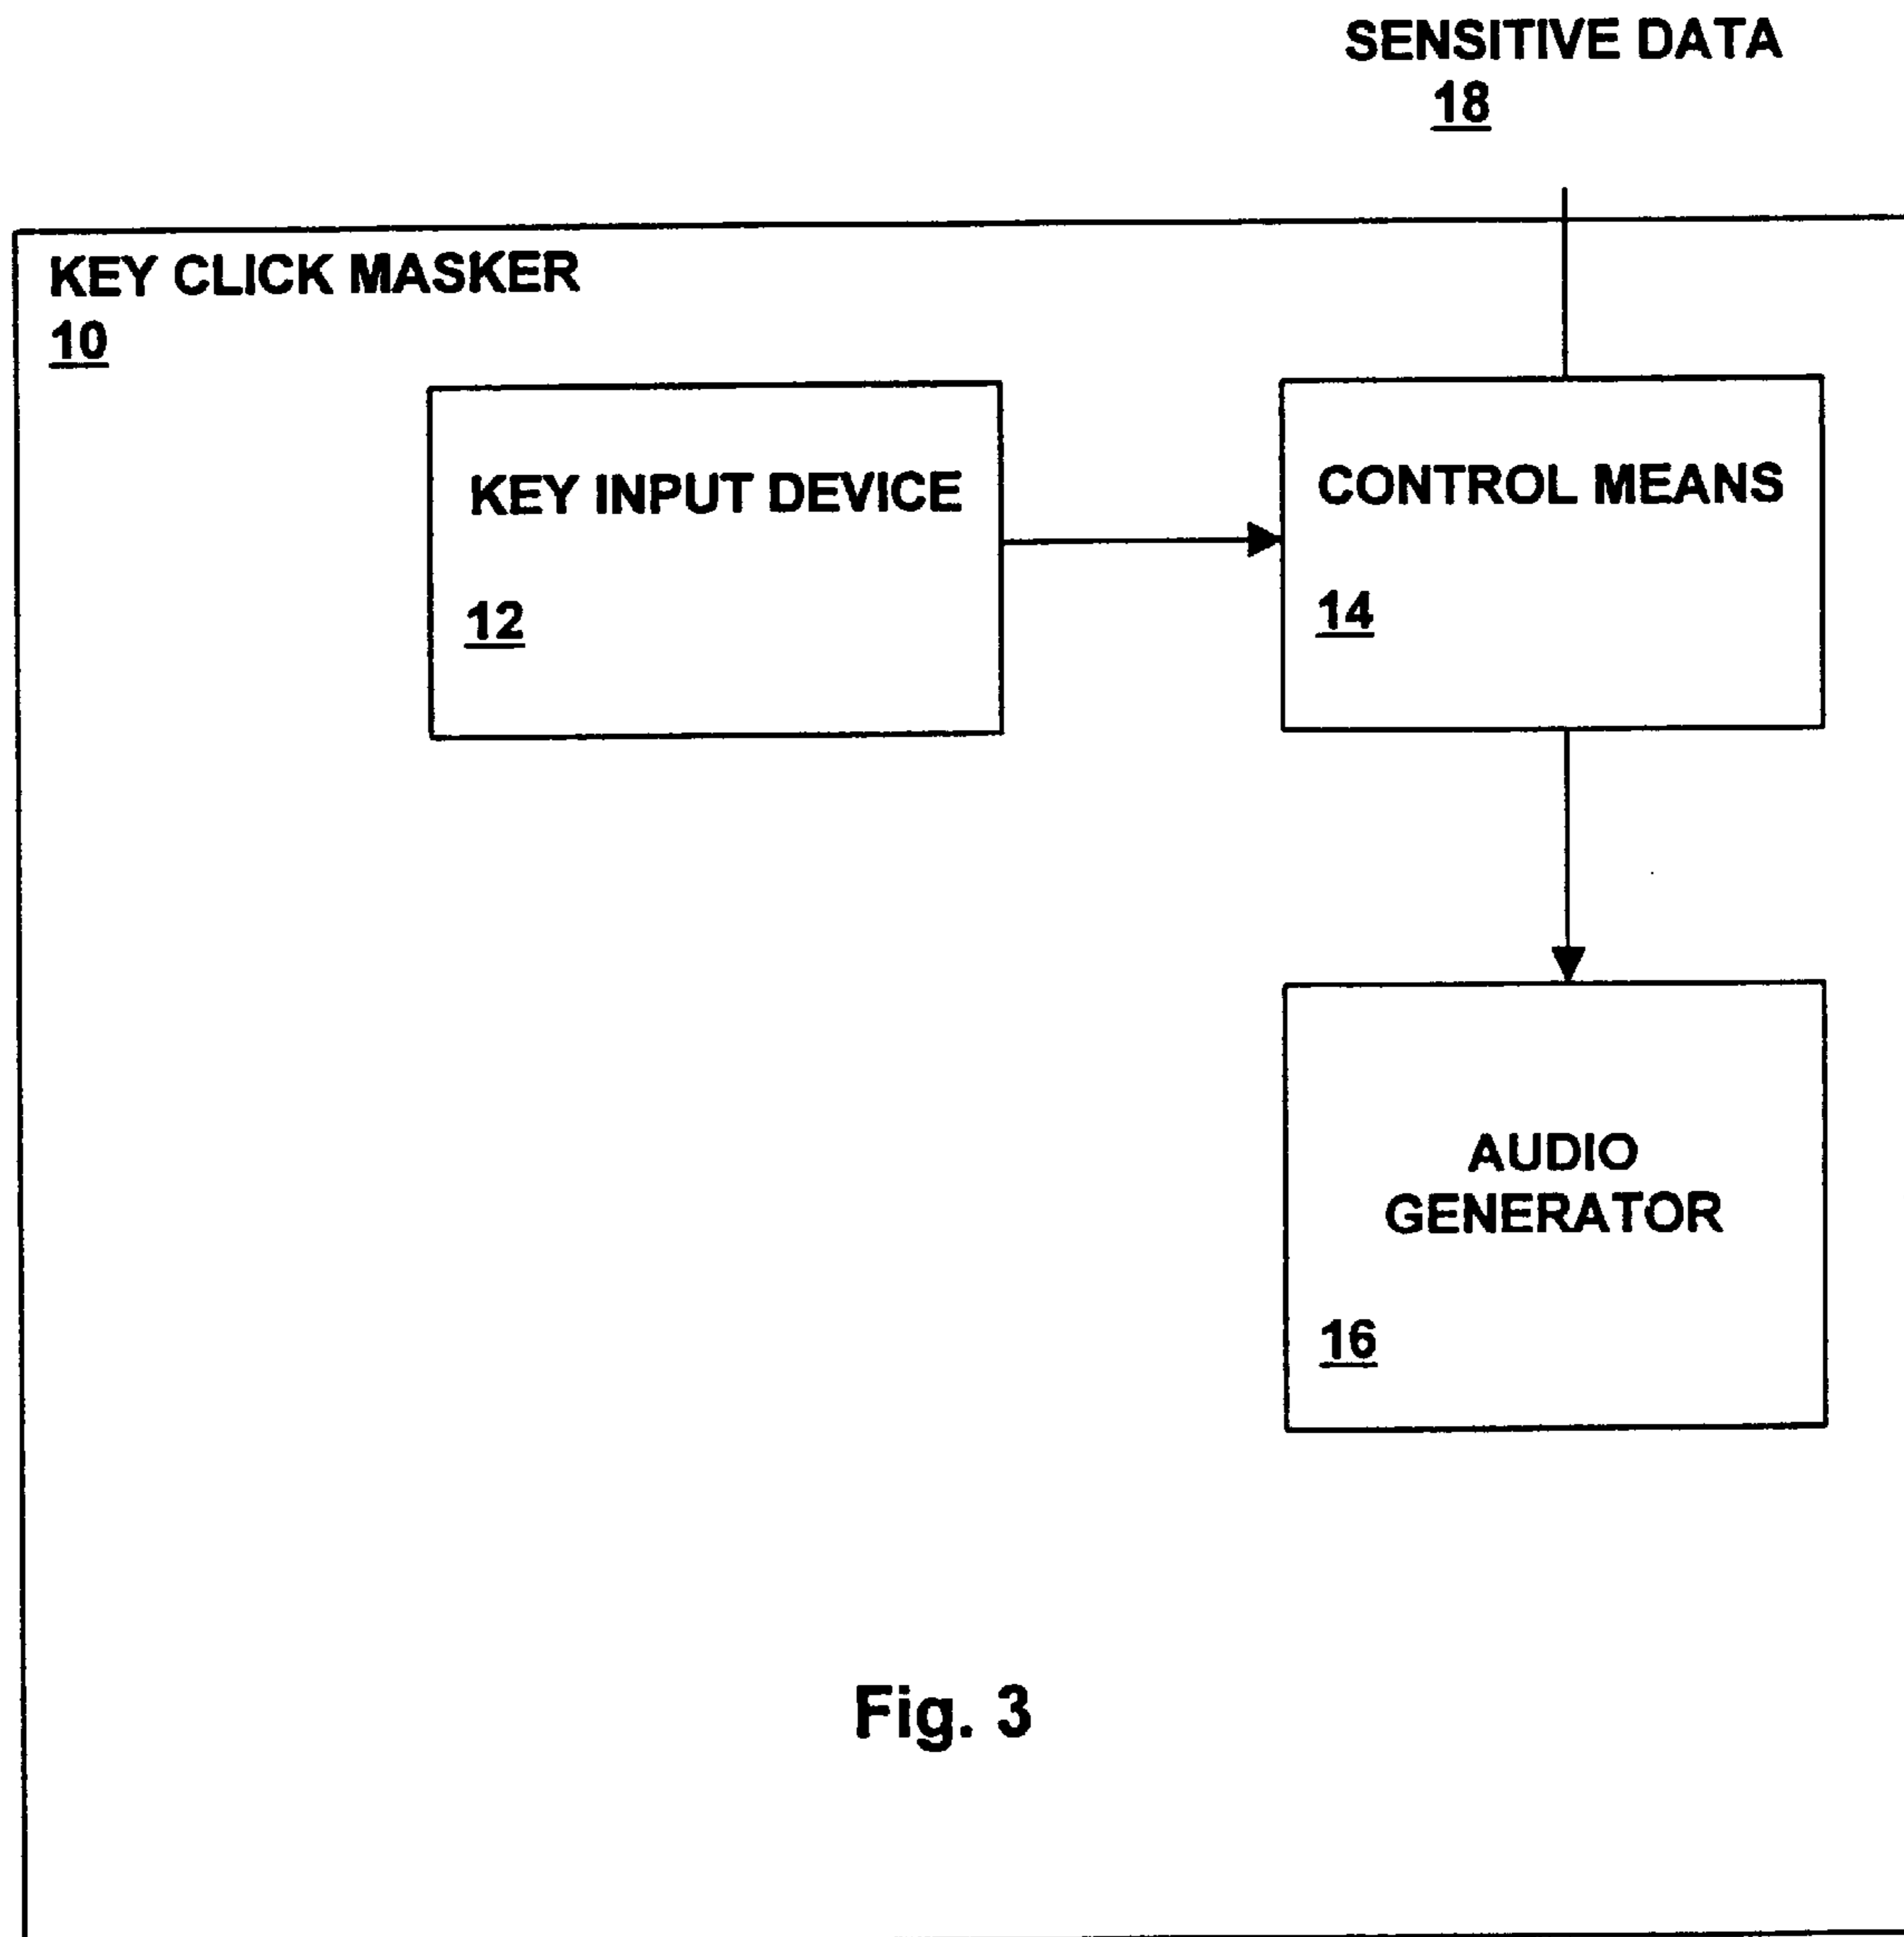 SENSITIVE DATA
18
KEY CLICK MASKER
10
KEY INPUT DEVICE
12
CONTROL MEANS
14
AUDIO
GENERATOR
16
Fig. 3